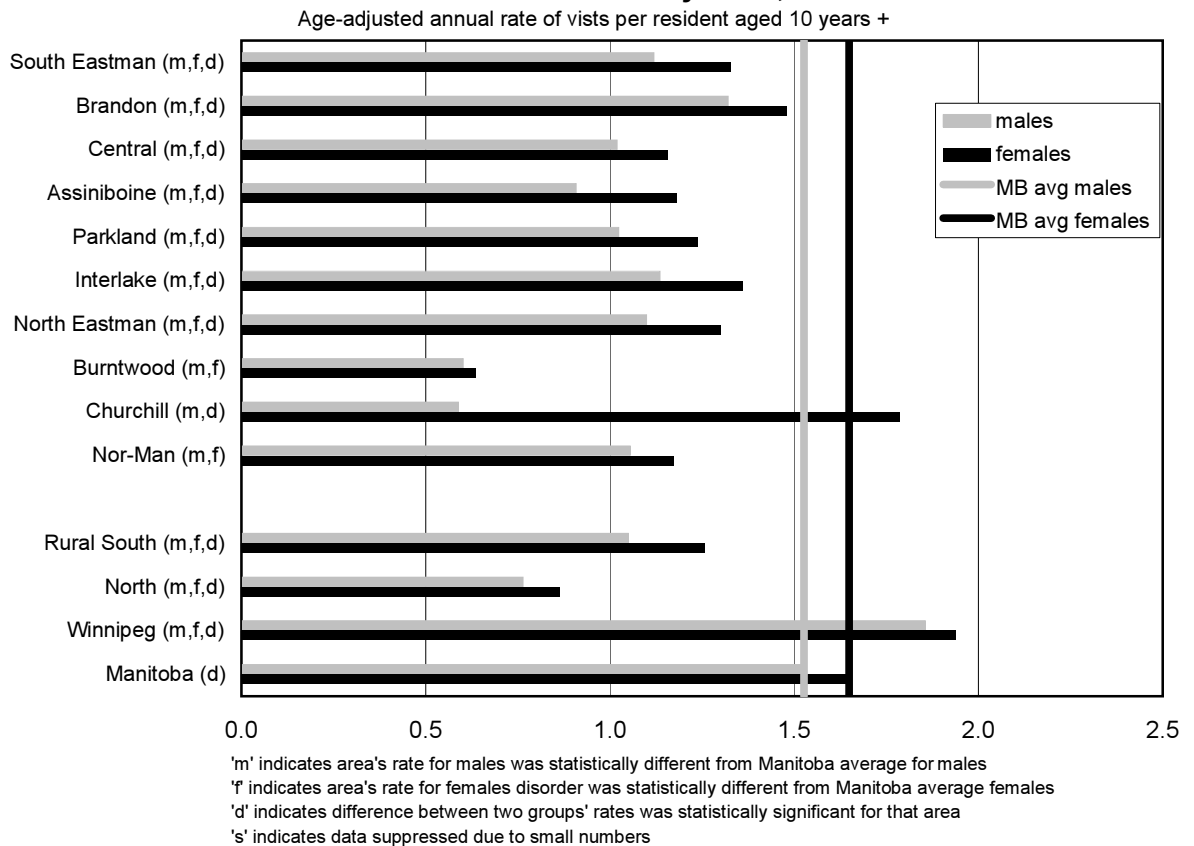 Age-adjusted annual rate of vists per resident aged 10 years +
South Eastman (m,f,d)
Brandon (m,f,d)
Central (m,f,d)
Assiniboine (m,f,d)
Parkland (m,f,d)
Interlake (m,f,d)
North Eastman (m,f,d)
Burntwood (m,f)
Churchill (m,d)
Nor-Man (m,f)
Rural South (m,f,d)
North (m,f,d)
Winnipeg (m,f,d)
Manitoba (d)
males
females
MB avg males
MB avg females
0.0 0.5 1.0 1.5 2.0 2.5
'm' indicates area's rate for males was statistically different from Manitoba average for males
'f' indicates area's rate for females disorder was statistically different from Manitoba average females
'd' indicates difference between two groups' rates was statistically significant for that area
's' indicates data suppressed due to small numbers